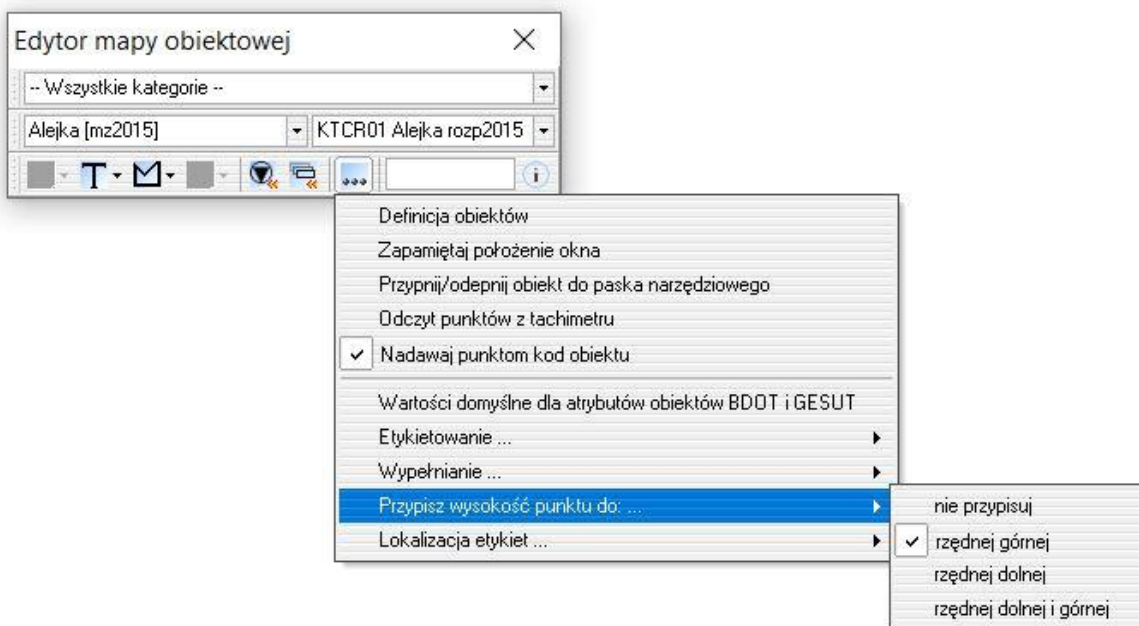 Edytor mapy obiektowej
-- Wszystkie kategorie --
Alejka [mz2015]
KTCR01 Alejka rozp2015
Definicja obiektów
Zapamiętaj położenie okna
Przypnij/odepnij obiekt do paska narzędziowego
Odczyt punktów z tachimetru
Nadawaj punktom kod obiektu
Wartości domyślne dla atrybutów obiektów BDOT i GESUT
Etykietowanie ...
Wypełnianie ...
Przypisz wysokość punktu do: ...
Lokalizacja etykiet ...
nie przypisuj
rzędnej górnej
rzędnej dolnej
rzędnej dolnej i górnej